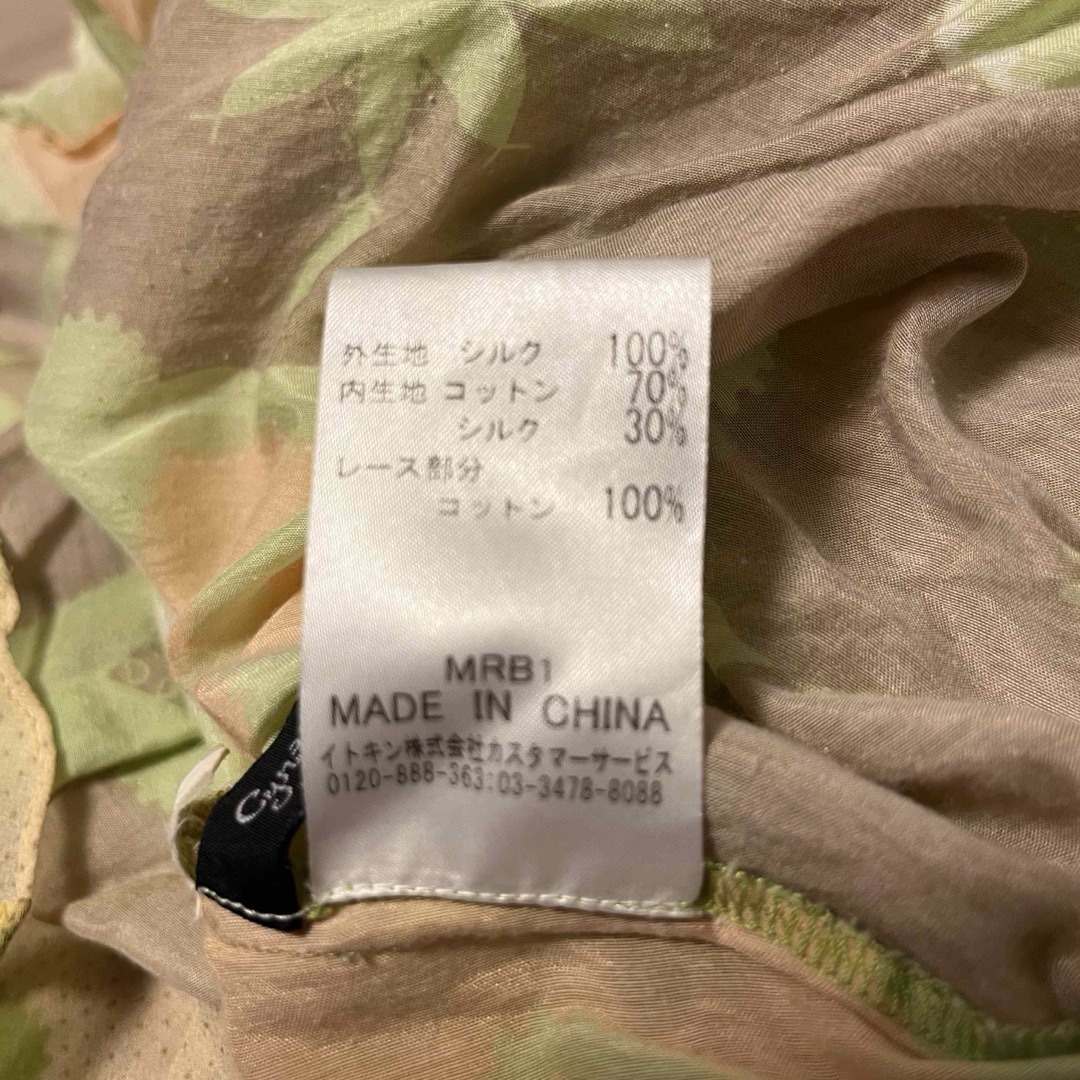 外生地 シルク 100%
内生地 コットン 70%
シルク 30%
レース部分
コットン 100%
MRB1
MADE IN CHINA
イトキン株式会社カスタマーサービス
0120-888-363:03-3478-8088